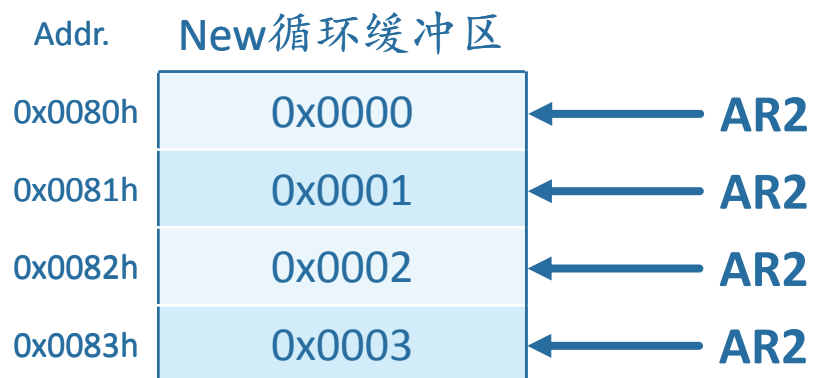 Addr. New循环缓冲区
0x0080h 0x0000 AR2
0x0081h 0x0001 AR2
0x0082h 0x0002 AR2
0x0083h 0x0003 AR2